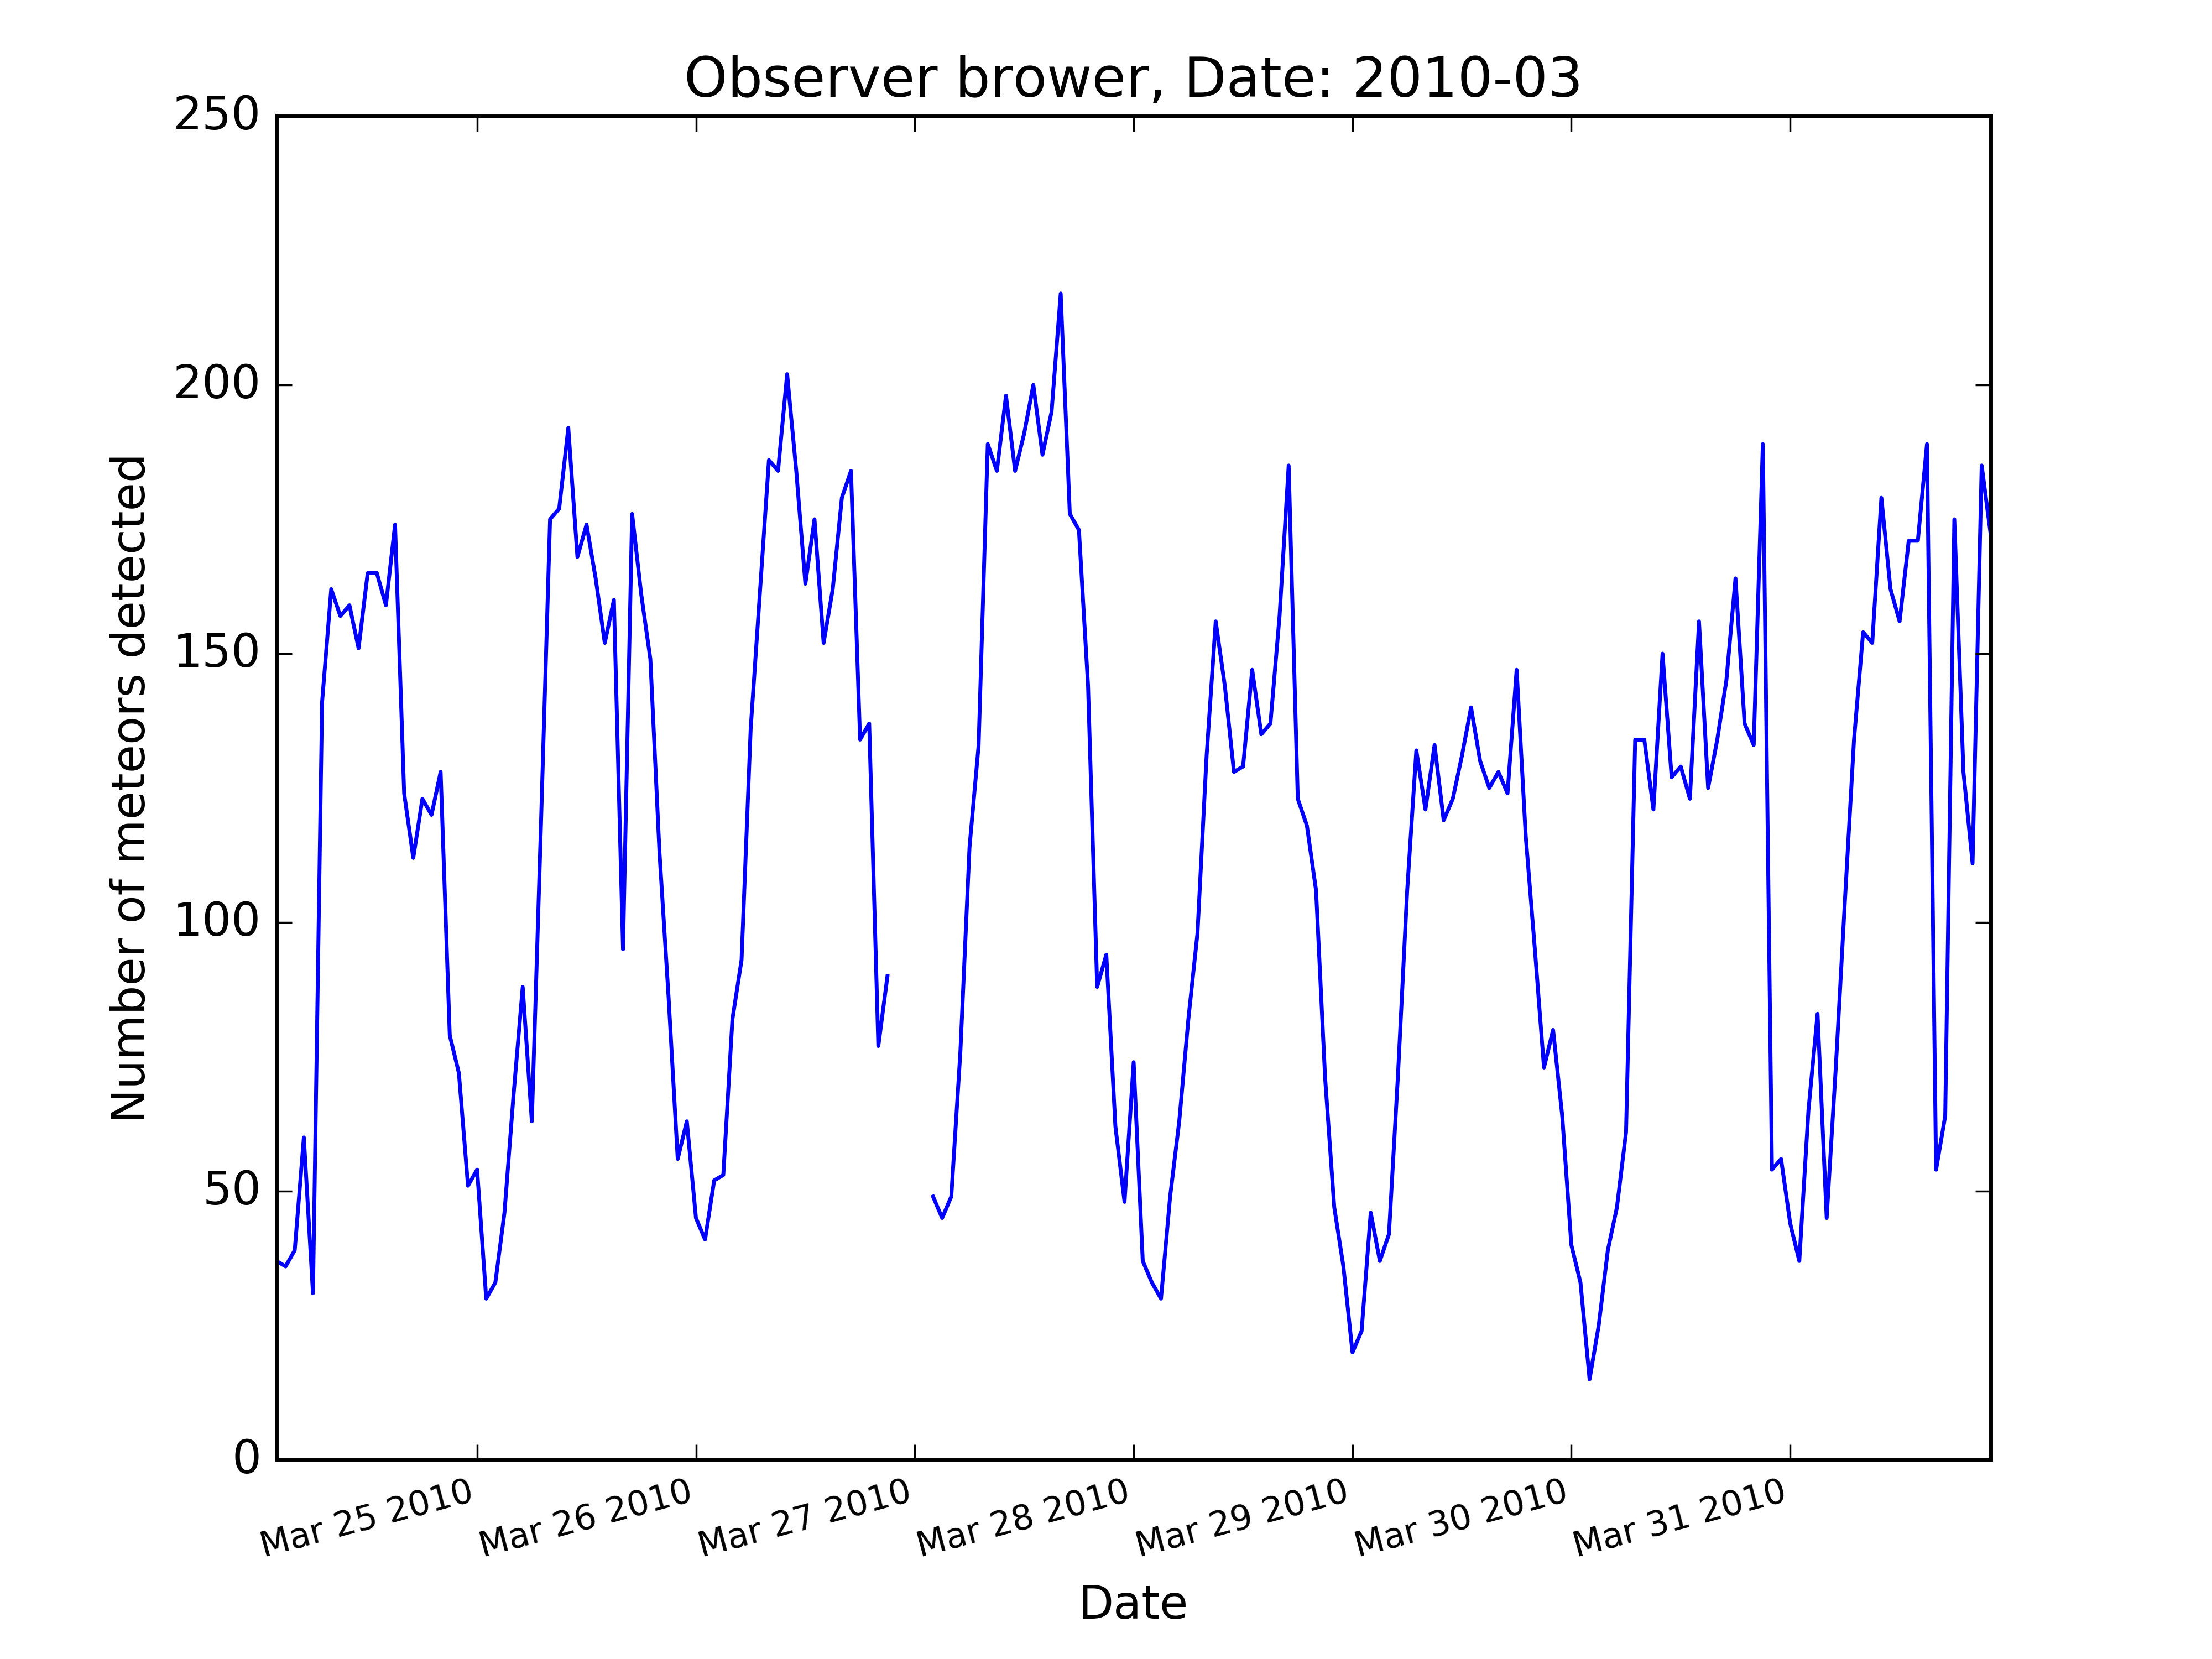 Observer brower, Date: 2010-03
250
200
150
100
50
0
Number of meteors detected
Mar 25 2010
Mar 26 2010
Mar 27 2010
Mar 28 2010
Mar 29 2010
Mar 30 2010
Mar 31 2010
Date